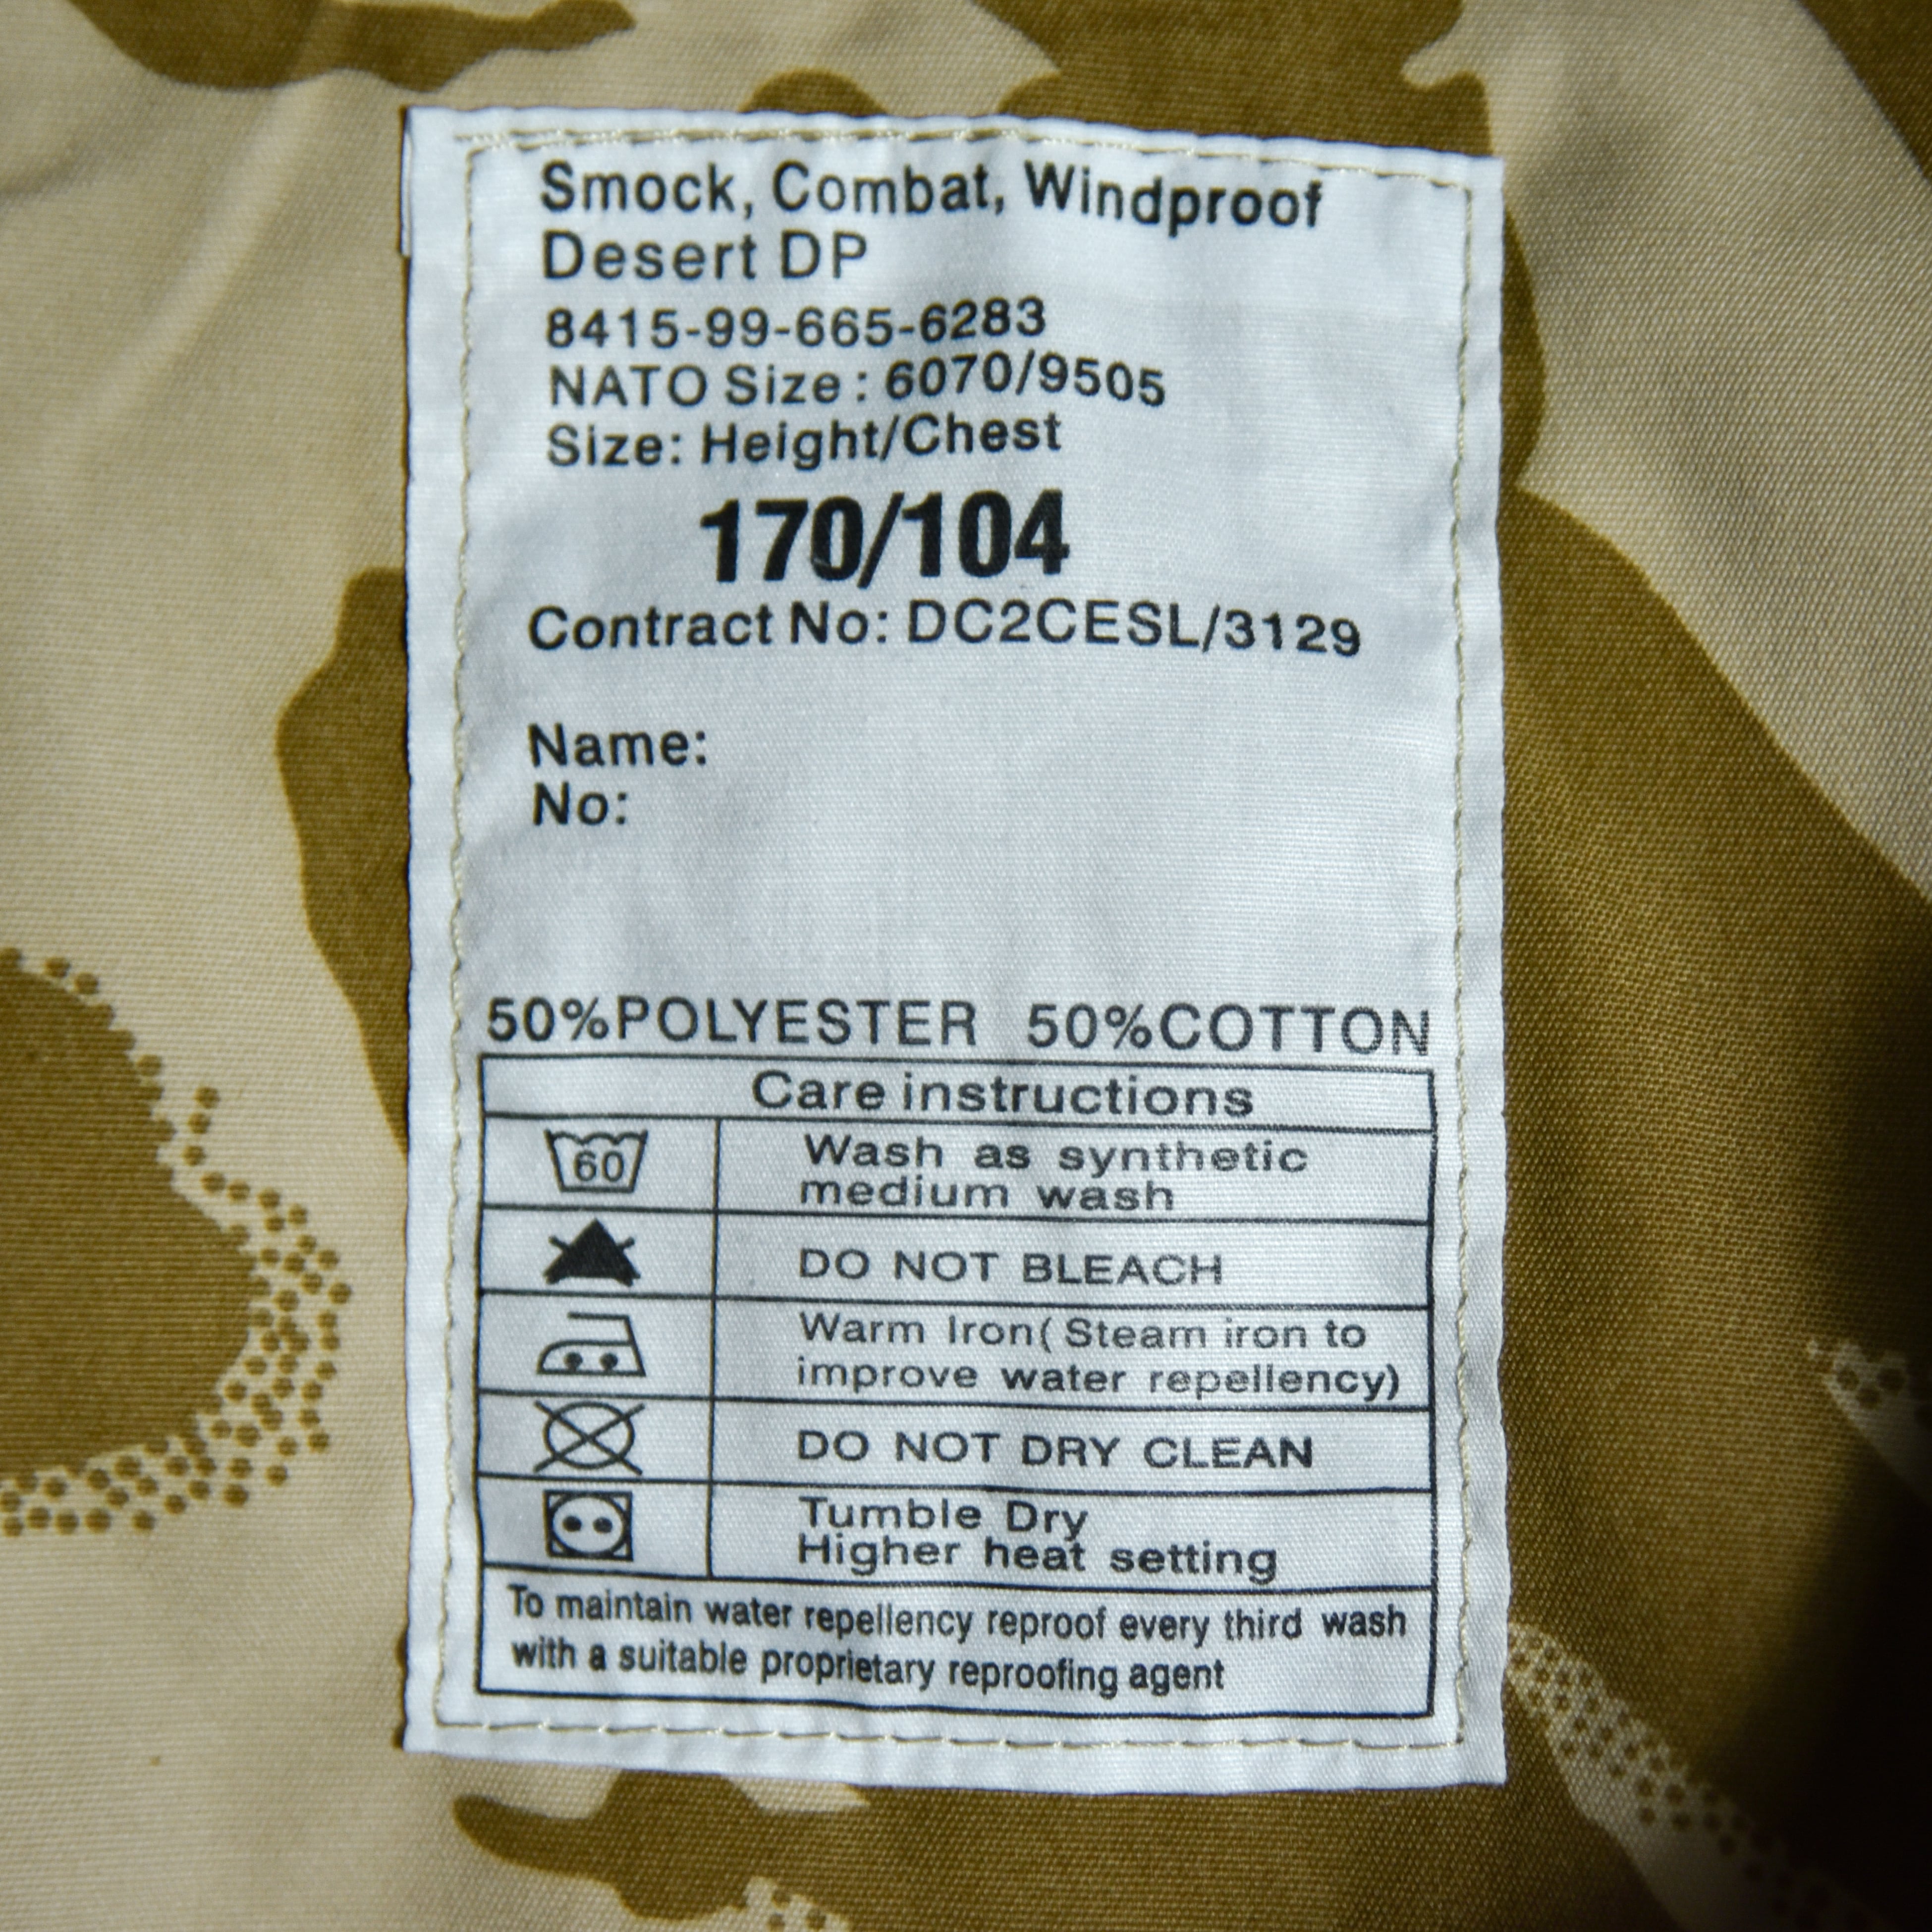 Smock, Combat, Windproof
Desert DP
8415-99-665-6283
NATO Size: 6070/9505
Size: Height/Chest
170/104
Contract No: DC2CESL/3129
Name:
No:
50%POLYESTER 50%COTTON
Care instructions
60
Wash as synthetic
medium wash
DO NOT BLEACH
Warm Iron(Steam iron to
improve water repellency)
DO NOT DRY CLEAN
Tumble Dry
Higher heat setting
To maintain water repellency reproof every third wash
with a suitable proprietary reproofing agent